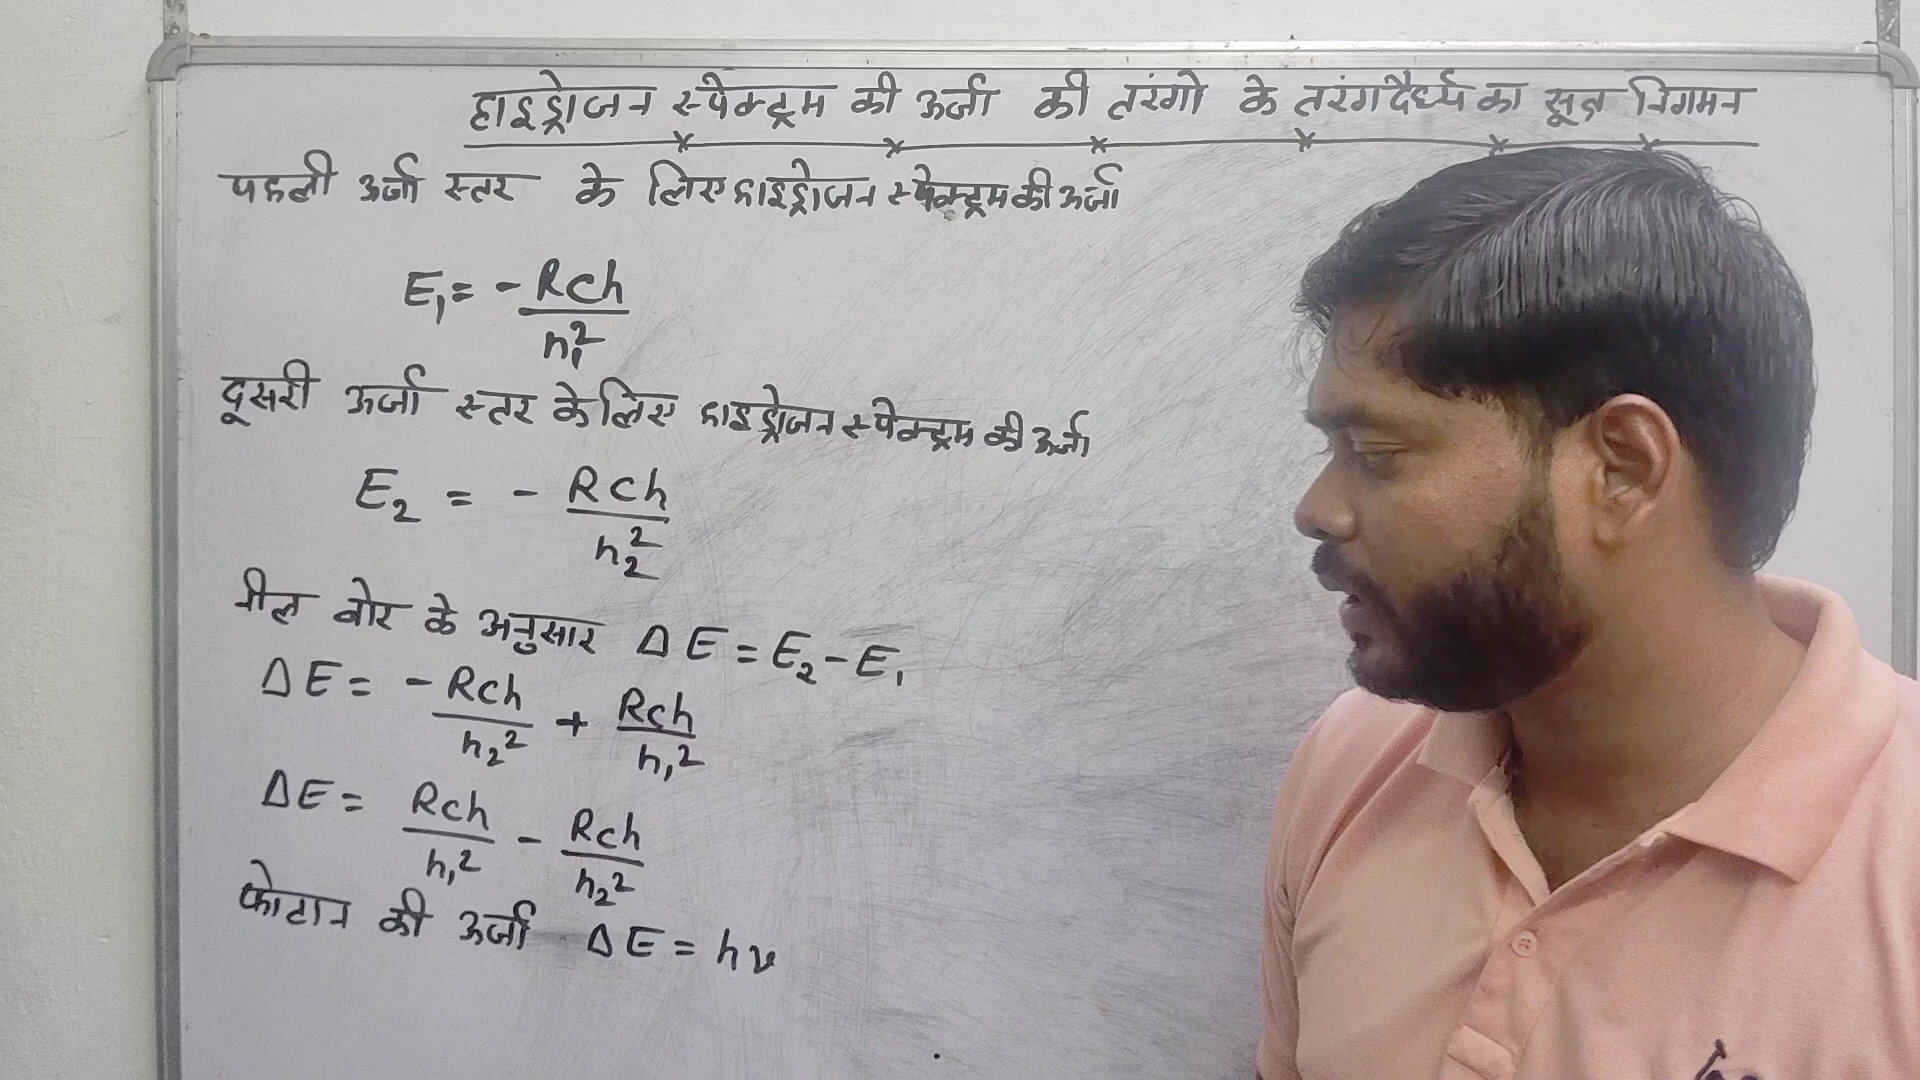 हाइड्रोजन स्पेक्ट्रम की ऊर्जा की तरंगो के तरंगदैर्ध्य का सूत्र निगमन
पहली ऊर्जा स्तर के लिए हाइड्रोजन स्पेक्ट्रम की ऊर्जा
E₁ = - Rch / n₁²
दूसरी ऊर्जा स्तर के लिए हाइड्रोजन स्पेक्ट्रम की ऊर्जा
E₂ = - Rch / n₂²
नील बोर के अनुसार ΔE = E₂ - E₁
ΔE = - Rch / n₂² + Rch / n₁²
ΔE = Rch / n₁² - Rch / n₂²
फोटान की ऊर्जा ΔE = hν